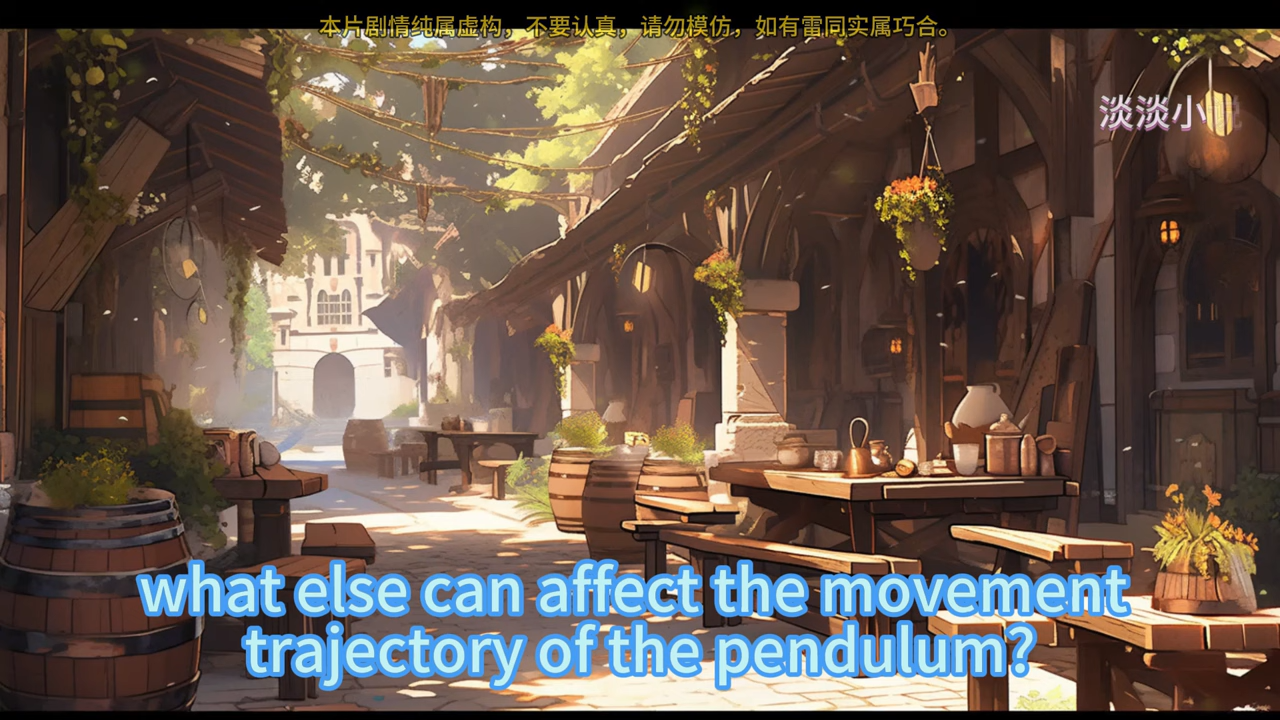 本片剧情纯属虚构，不要认真，请勿模仿，如有雷同实属巧合。
淡淡小说
what else can affect the movement
trajectory of the pendulum?